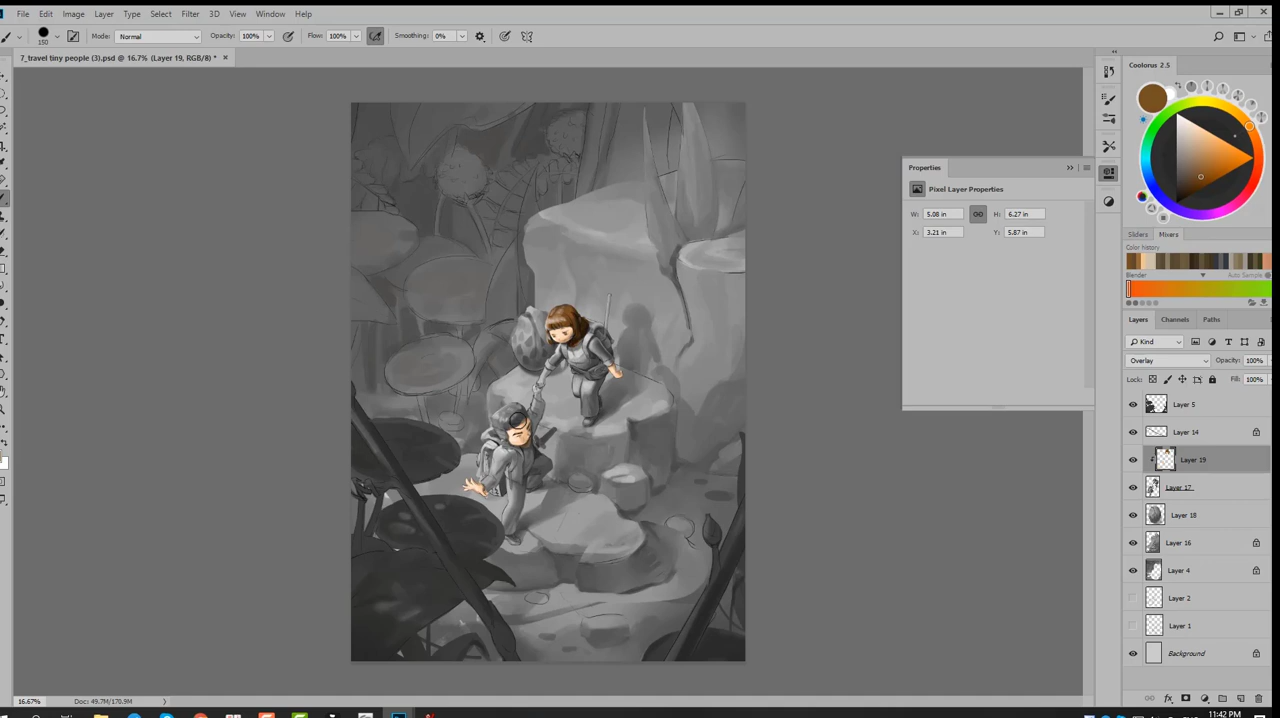 File Edit Image Layer Type Select Filter 3D View Window Help
150 Mode: Normal Opacity: 100% Flow: 100% Smoothing: 0%
7_travel tiny people (3).psd @ 16.7% (Layer 19, RGB/8) * ×
Coolorus 2.5
Properties
Pixel Layer Properties
W: 5.08 in H: 6.27 in
X: 3.21 in Y: 5.87 in
Sliders Mixers
Color history
Blender Auto Sample
Layers Channels Paths
Kind
Overlay Opacity: 100%
Lock: Fill: 100%
Layer 5
Layer 14
Layer 19
Layer 17
Layer 18
Layer 16
Layer 4
Layer 2
Layer 1
Background
16.67% Doc: 49.7M/170.9M
11:42 PM